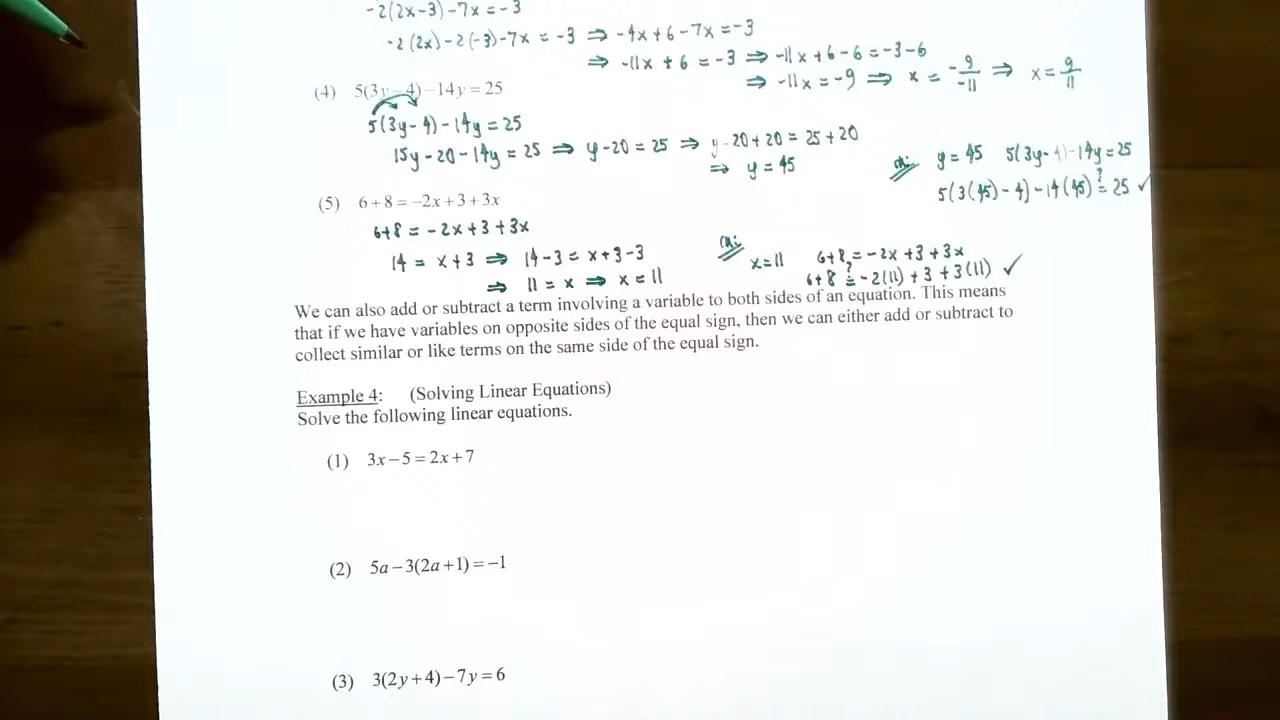 -2(2x-3)-7x = -3
-2(2x)-2(-3)-7x = -3 ⇒ -4x+6-7x = -3
⇒ -11x+6 = -3 ⇒ -11x+6-6 = -3-6
⇒ -11x = -9 ⇒ x = -9/-11 ⇒ x = 9/11
(4) 5(3y-4)-14y = 25
5(3y-4)-14y = 25
15y-20-14y = 25 ⇒ y-20 = 25 ⇒ y-20+20 = 25+20
⇒ y = 45
y = 45 5(3y-4)-14y = 25
5(3(45)-4)-14(45) ?= 25 ✓
(5) 6+8 = -2x+3+3x
6+8 = -2x+3+3x
14 = x+3 ⇒ 14-3 = x+3-3
⇒ 11 = x ⇒ x = 11
x = 11 6+8 = -2x+3+3x
6+8 ?= -2(11)+3+3(11) ✓
We can also add or subtract a term involving a variable to both sides of an equation. This means
that if we have variables on opposite sides of the equal sign, then we can either add or subtract to
collect similar or like terms on the same side of the equal sign.
Example 4: (Solving Linear Equations)
Solve the following linear equations.
(1) 3x-5 = 2x+7
(2) 5a-3(2a+1) = -1
(3) 3(2y+4)-7y = 6